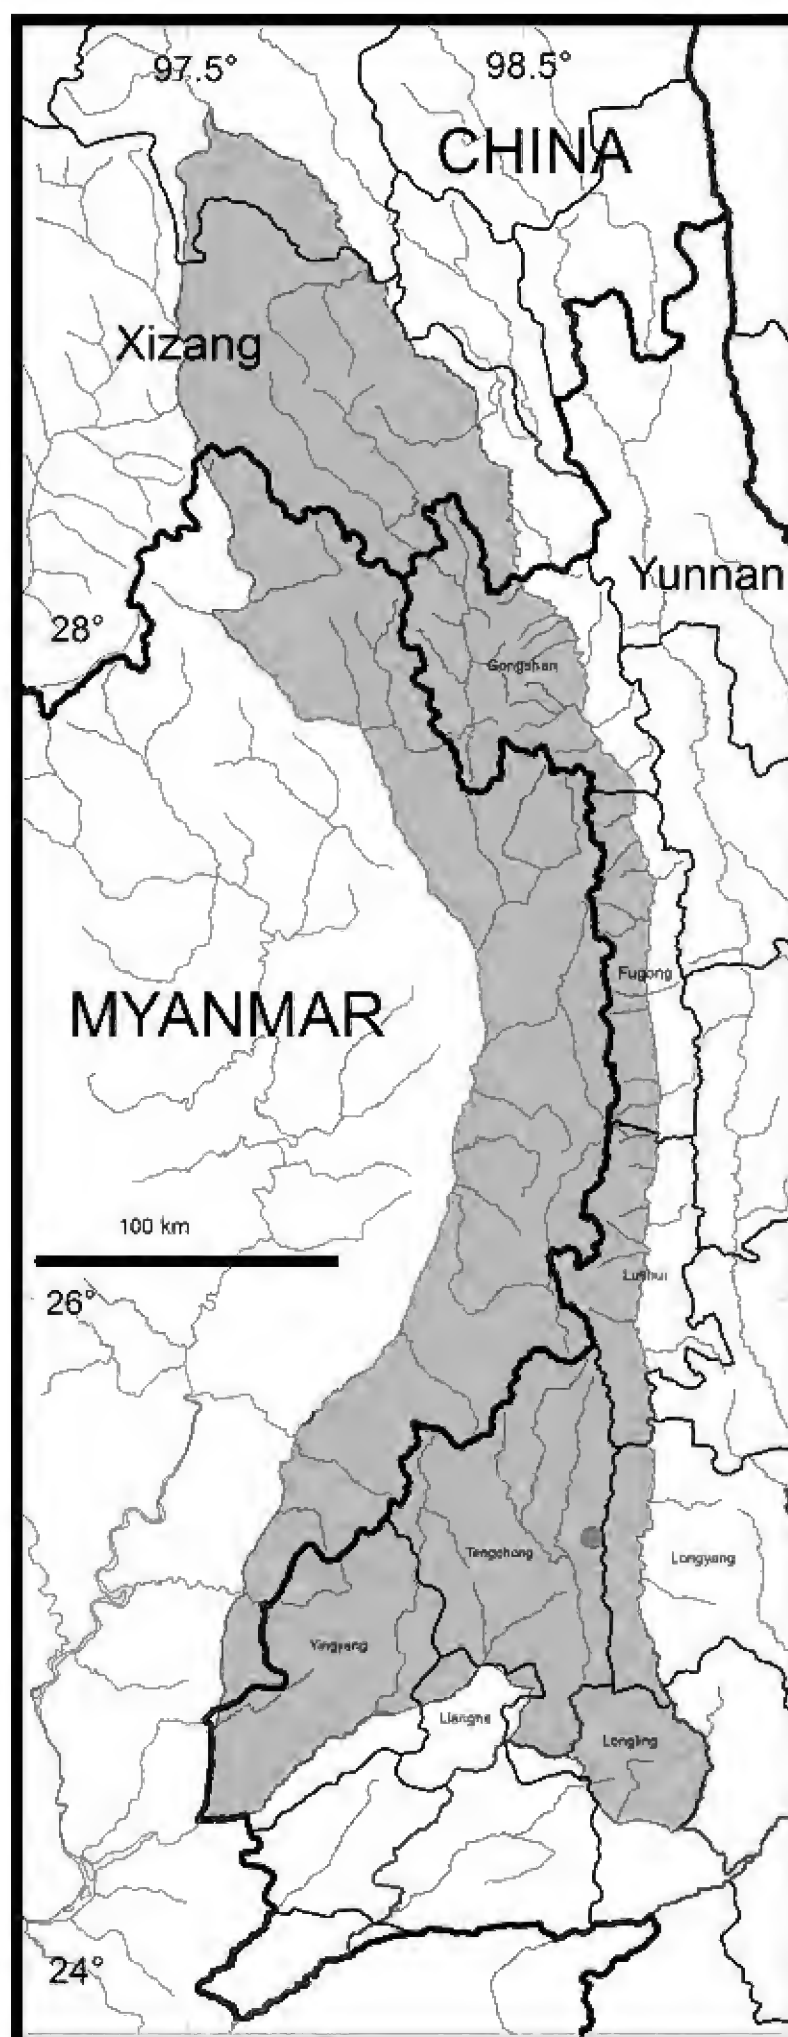 97.5° 98.5°
CHINA
Xizang
Yunnan
28°
Gongshan
Fugong
MYANMAR
100 km
Lushui
26°
Tengchong
Longyang
Yingjiang
Lianghe
Longling
24°